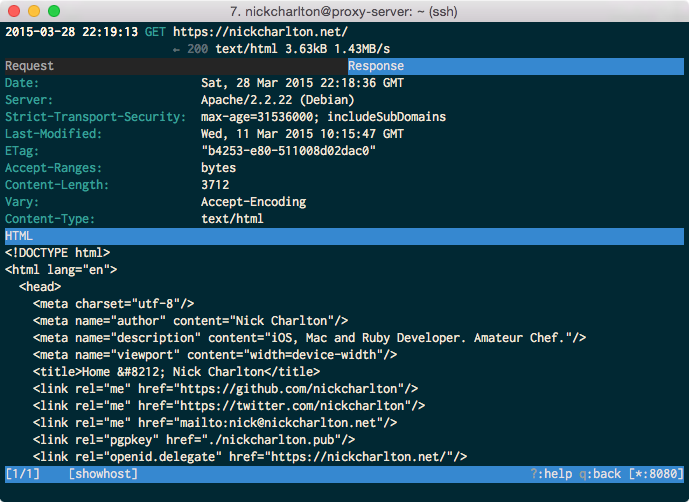 7. nickcharlton@proxy-server: ~ (ssh)
2015-03-28 22:19:13 GET https://nickcharlton.net/
← 200 text/html 3.63kB 1.43MB/s
Request Response
Date: Sat, 28 Mar 2015 22:18:36 GMT
Server: Apache/2.2.22 (Debian)
Strict-Transport-Security: max-age=31536000; includeSubDomains
Last-Modified: Wed, 11 Mar 2015 10:15:47 GMT
ETag: "b4253-e80-511008d02dac0"
Accept-Ranges: bytes
Content-Length: 3712
Vary: Accept-Encoding
Content-Type: text/html
HTML
<!DOCTYPE html>
<html lang="en">
<head>
<meta charset="utf-8"/>
<meta name="author" content="Nick Charlton"/>
<meta name="description" content="iOS, Mac and Ruby Developer. Amateur Chef."/>
<meta name="viewport" content="width=device-width"/>
<title>Home &#8212; Nick Charlton</title>
<link rel="me" href="https://github.com/nickcharlton"/>
<link rel="me" href="https://twitter.com/nickcharlton"/>
<link rel="me" href="mailto:nick@nickcharlton.net"/>
<link rel="pgpkey" href="./nickcharlton.pub"/>
<link rel="openid.delegate" href="https://nickcharlton.net/"/>
[1/1] [showhost] ?:help q:back [*:8080]